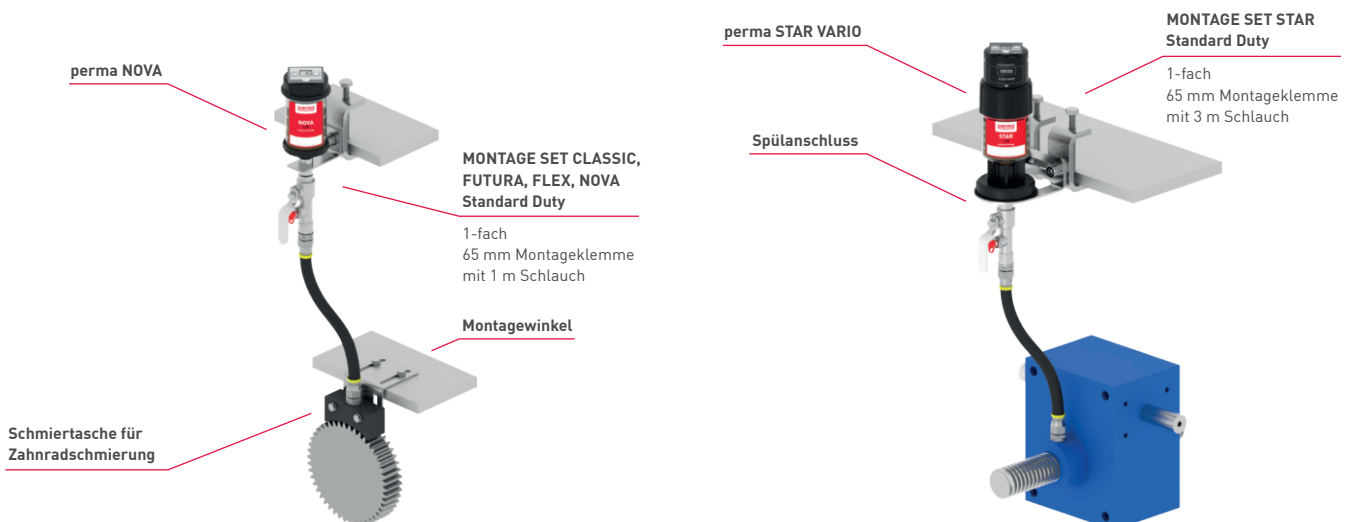 perma NOVA
MONTAGE SET CLASSIC,
FUTURA, FLEX, NOVA
Standard Duty
1-fach
65 mm Montageklemme
mit 1 m Schlauch
Montagewinkel
Schmiertasche für
Zahnradschmierung
NOVA
perma STAR VARIO
Spülanschluss
MONTAGE SET STAR
Standard Duty
1-fach
65 mm Montageklemme
mit 3 m Schlauch
STAR